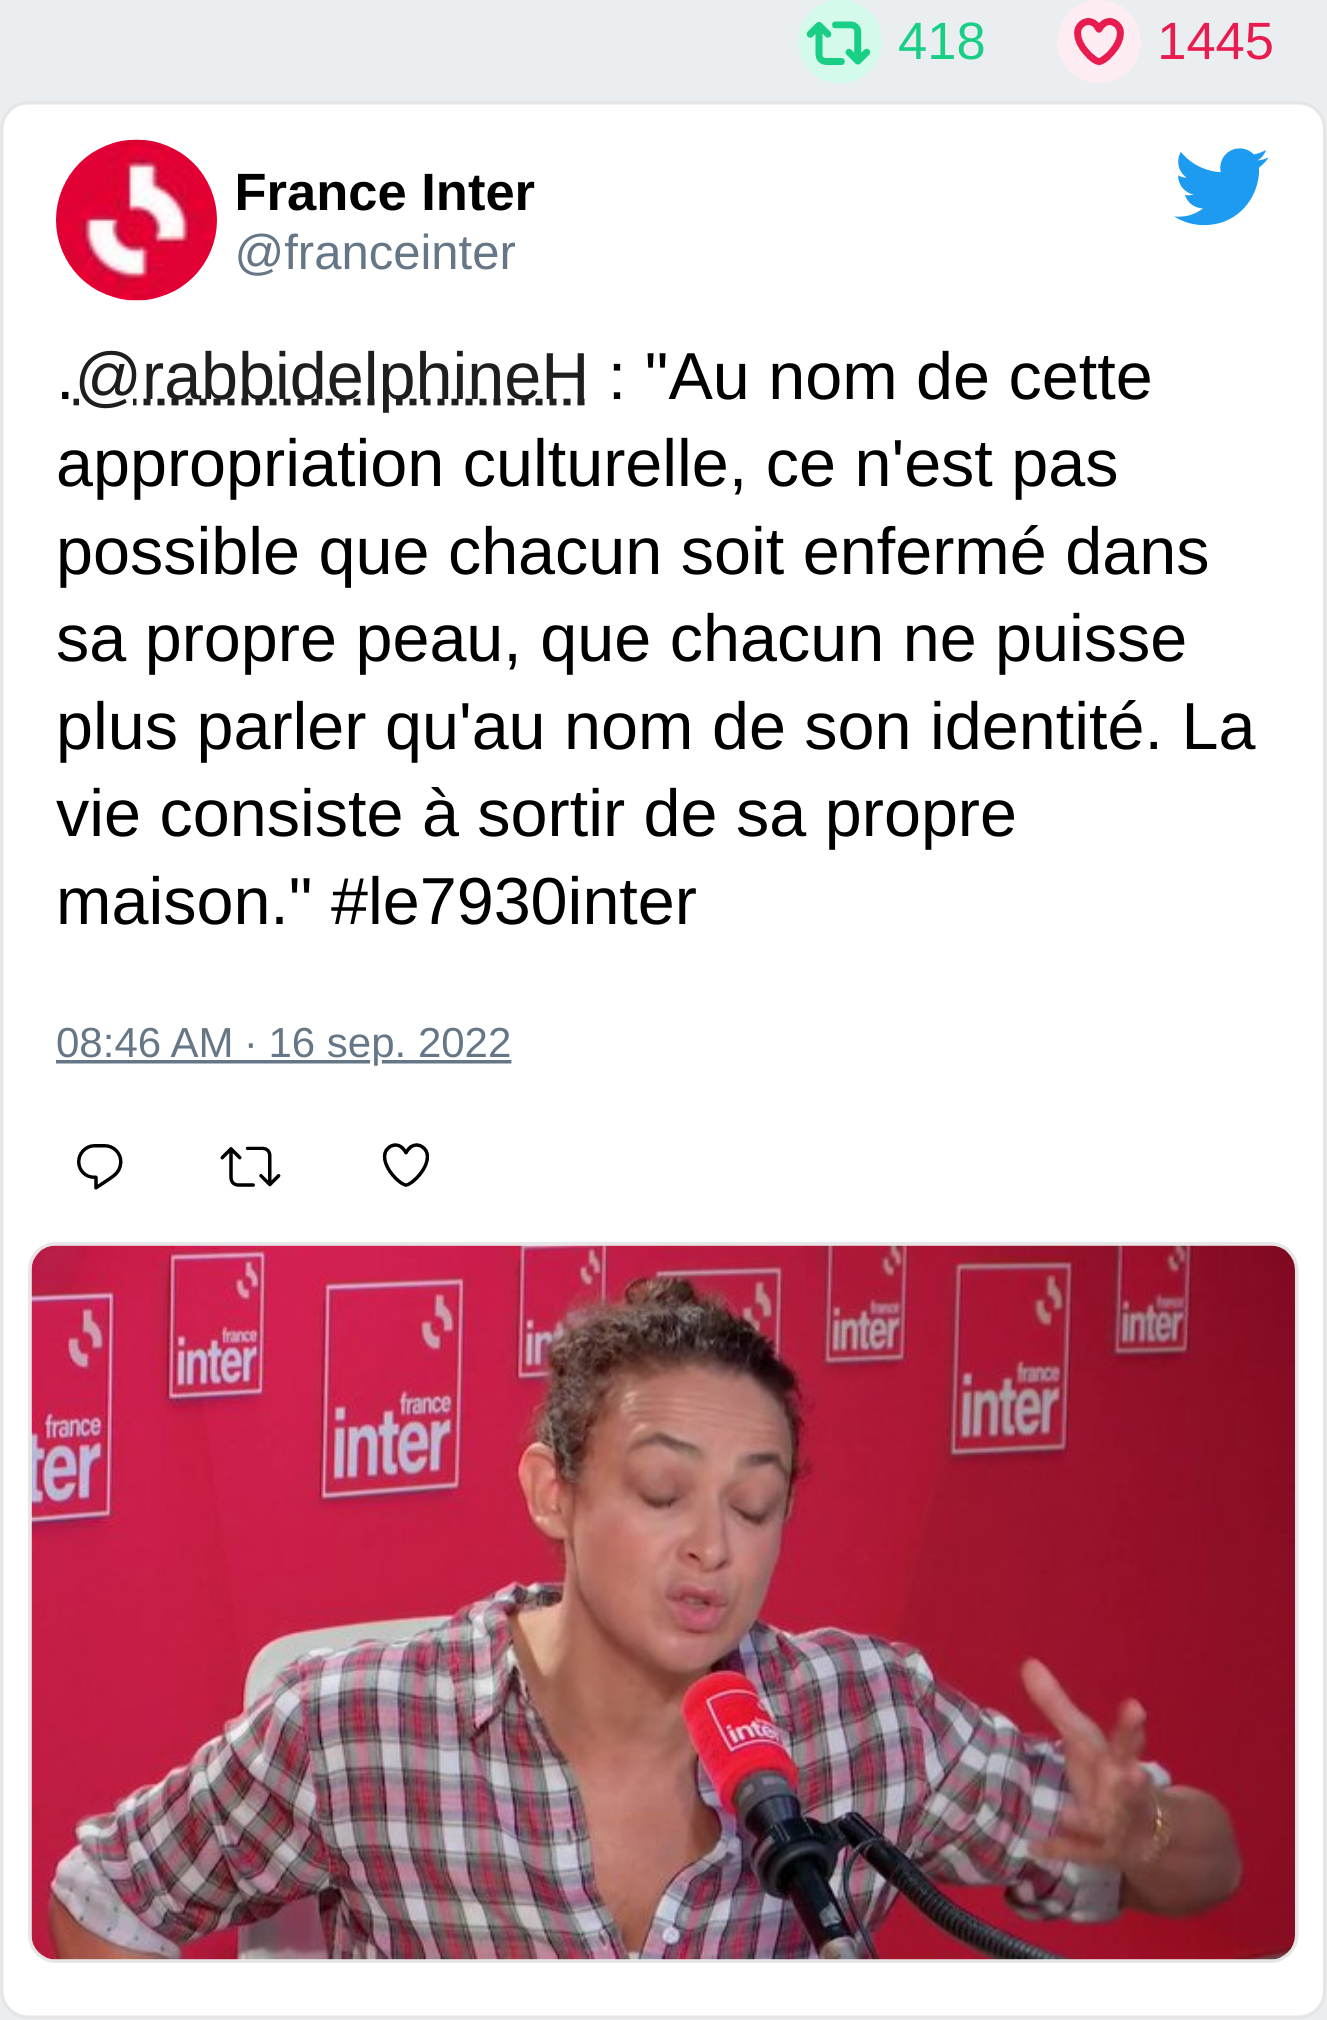 418 1445
France Inter
@franceinter
.@rabbidelphineH : "Au nom de cette
appropriation culturelle, ce n'est pas
possible que chacun soit enfermé dans
sa propre peau, que chacun ne puisse
plus parler qu'au nom de son identité. La
vie consiste à sortir de sa propre
maison." #le7930inter
08:46 AM · 16 sep. 2022
france
inter
france
inter
france
ter
in
france
inter
france
inter
france
inter
inter